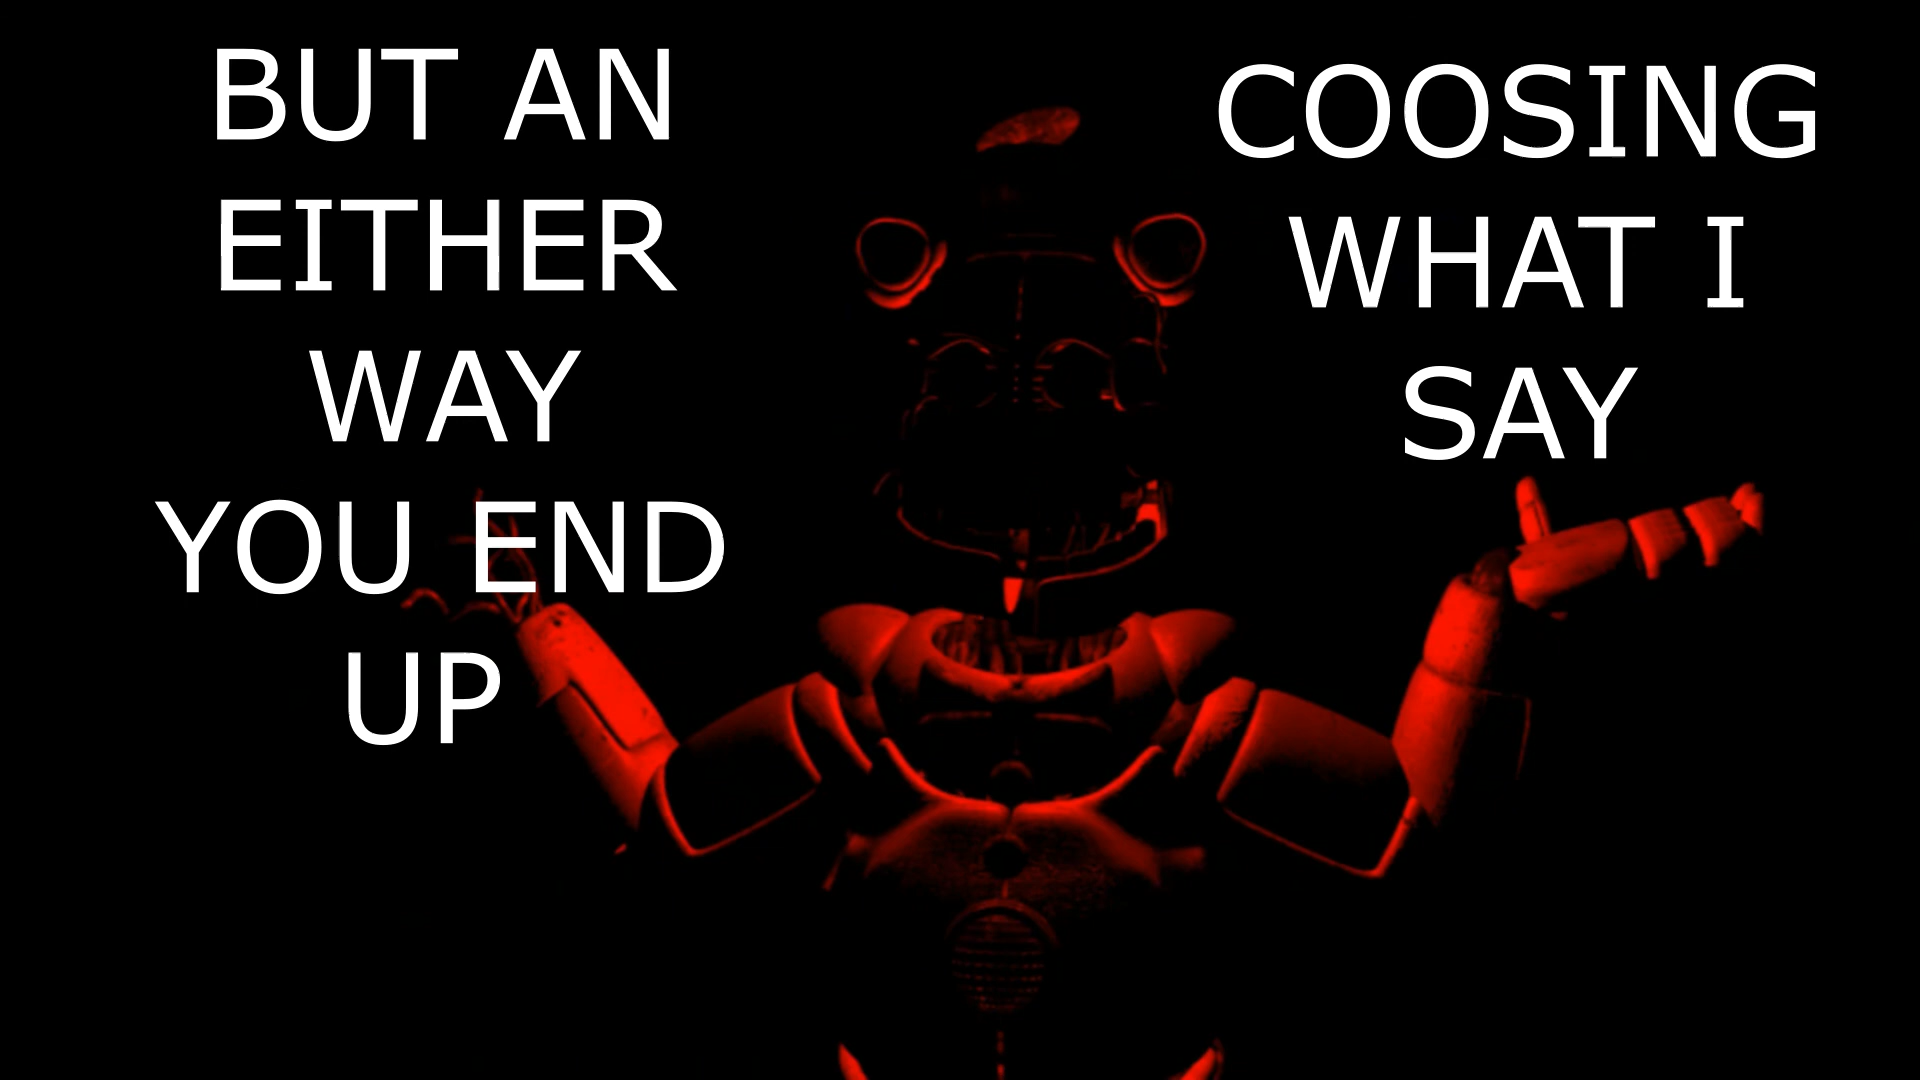 BUT AN
EITHER
WAY
YOU END
UP
COOSING
WHAT I
SAY